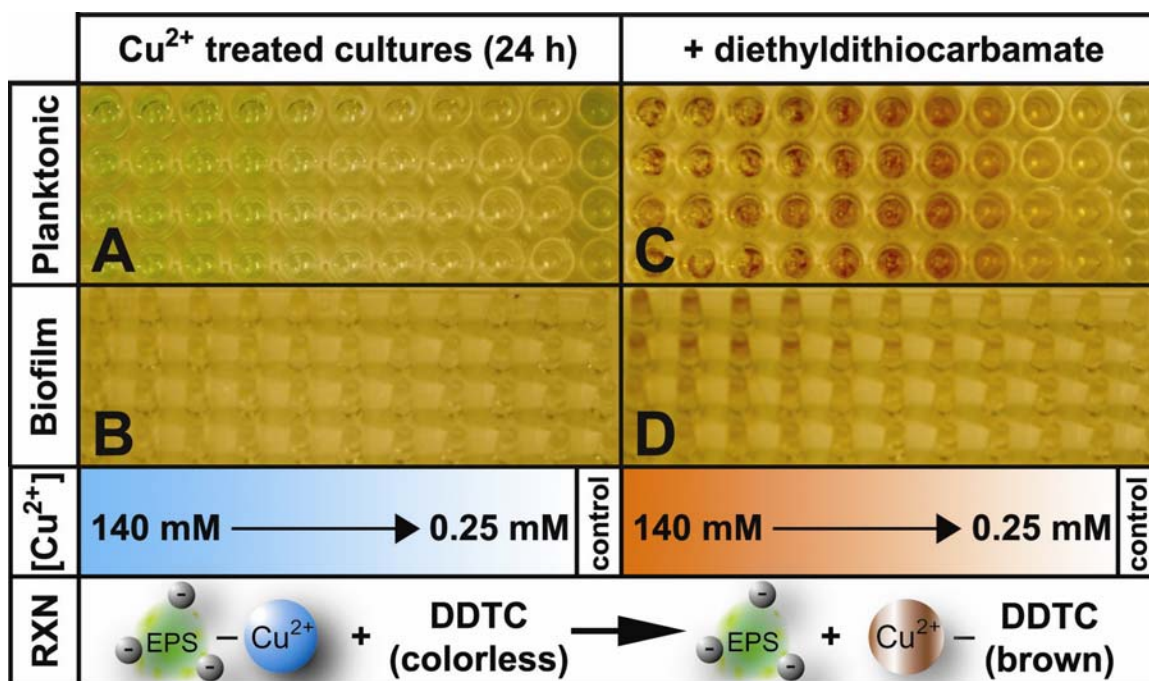 Cu²⁺ treated cultures (24 h)
+ diethyldithiocarbamate
Planktonic
A
C
Biofilm
B
D
[Cu²⁺]
140 mM
0.25 mM
control
140 mM
0.25 mM
control
RXN
EPS – Cu²⁺ + DDTC
(colorless)
EPS + Cu²⁺ – DDTC
(brown)